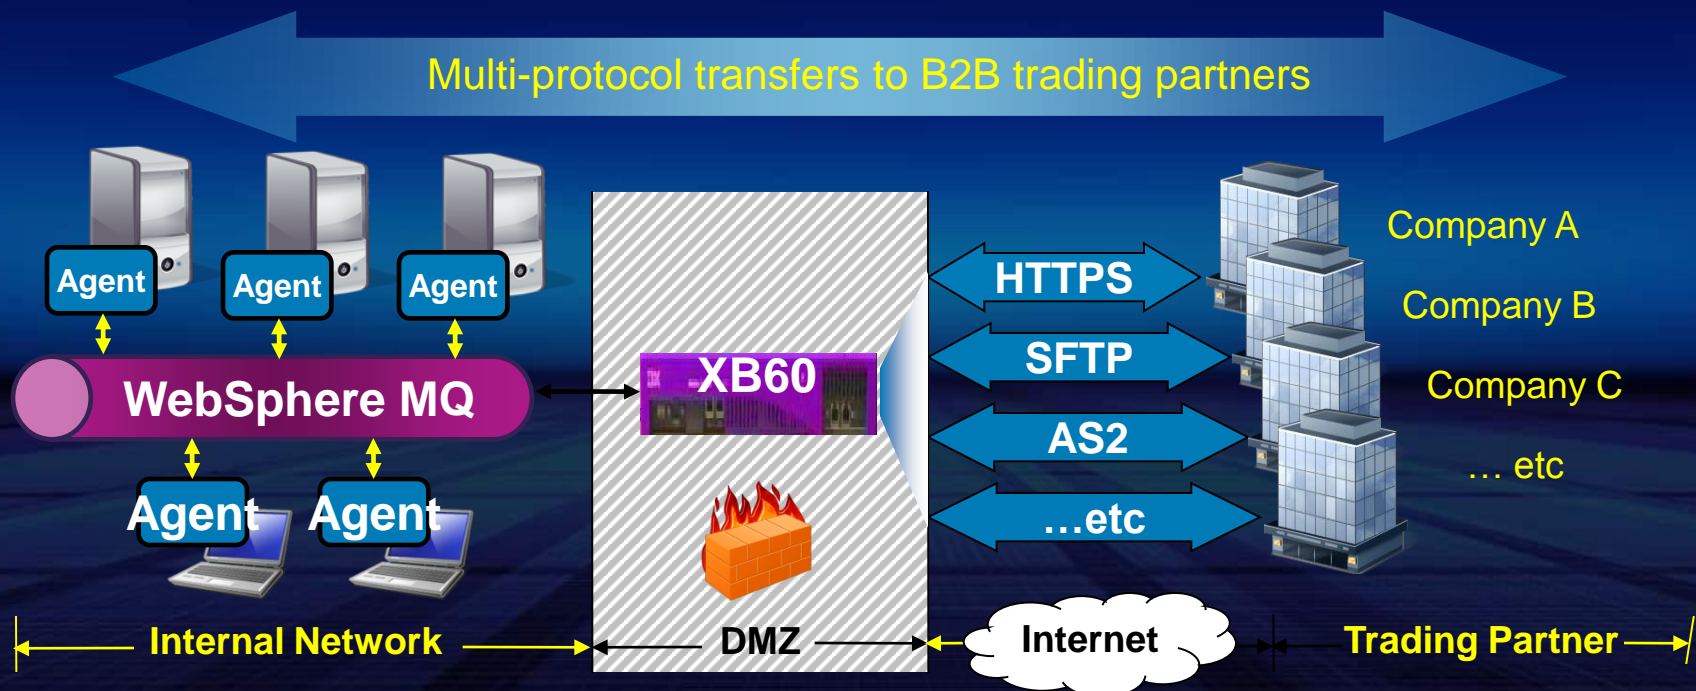 Multi-protocol transfers to B2B trading partners
Agent
Agent
Agent
WebSphere MQ
Agent
Agent
XB60
HTTPS
SFTP
AS2
...etc
Company A
Company B
Company C
... etc
Internal Network
DMZ
Internet
Trading Partner